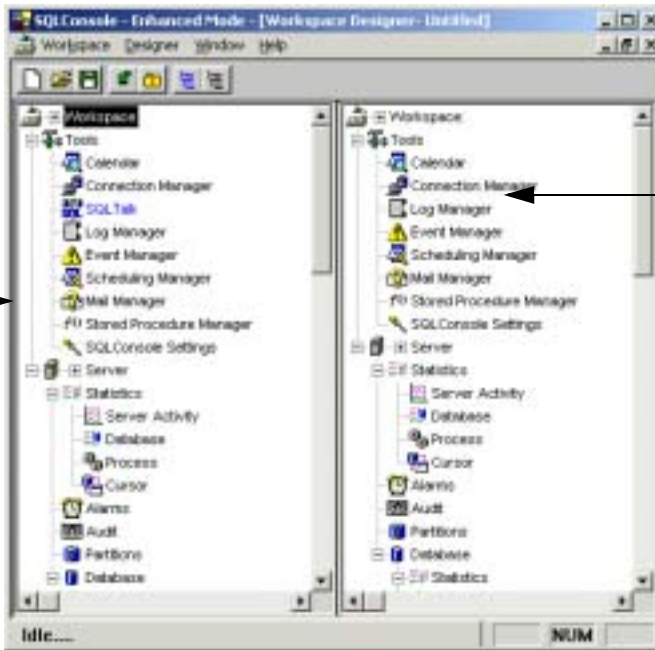 SQLConsole - Enhanced Mode - [Workspace Designer- Untitled]
Workspace Designer Window Help
Workspace
Tools
Calendar
Connection Manager
SQLTalk
Log Manager
Event Manager
Scheduling Manager
Mail Manager
f() Stored Procedure Manager
SQLConsole Settings
Server
Statistics
Server Activity
Database
Process
Cursor
Alarms
Audit
Partitions
Database
Workspace
Tools
Calendar
Connection Manager
Log Manager
Event Manager
Scheduling Manager
Mail Manager
f() Stored Procedure Manager
SQLConsole Settings
Server
Statistics
Server Activity
Database
Process
Cursor
Alarms
Audit
Partitions
Database
Statistics
Idle....
NUM